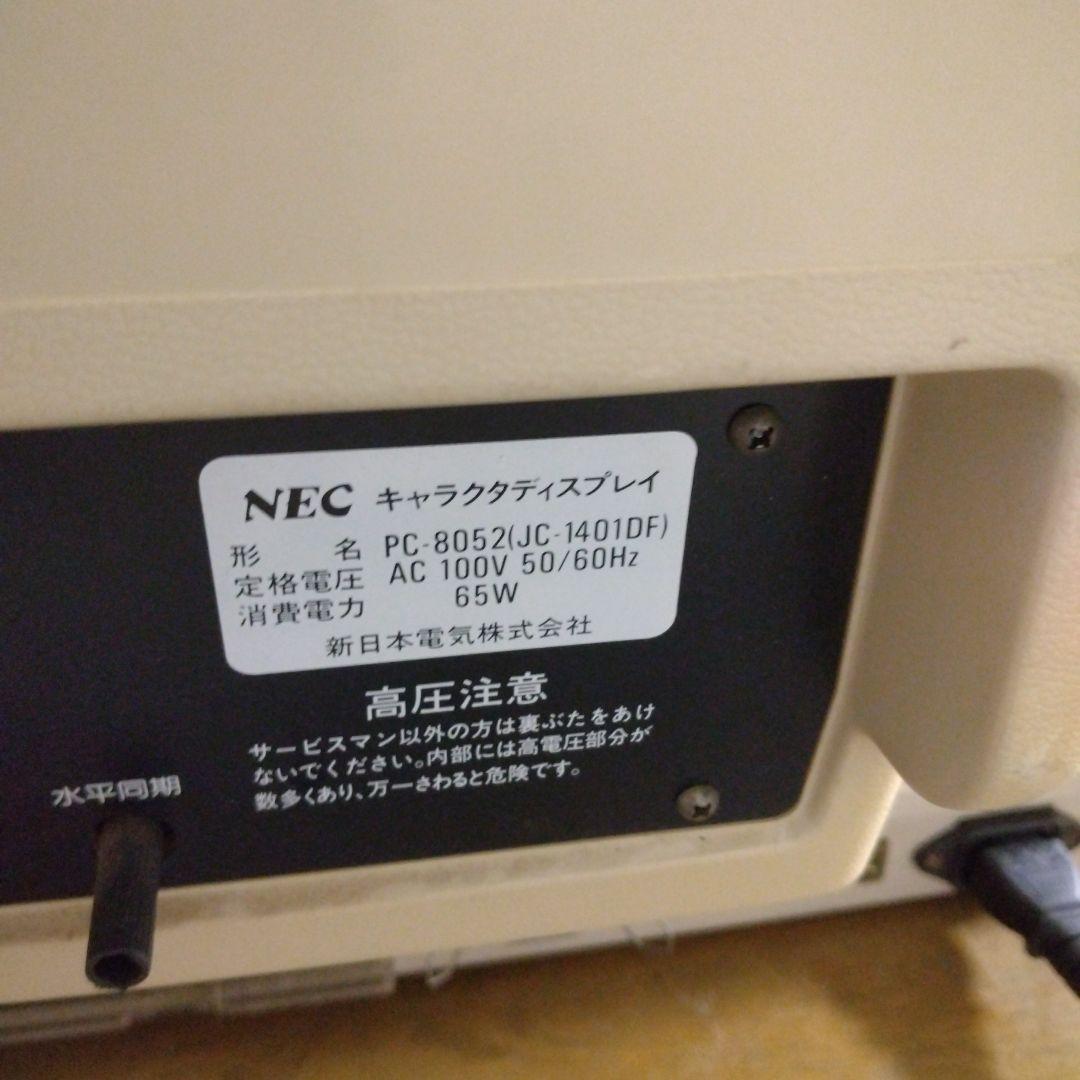 NEC キャラクタディスプレイ
形 名 PC-8052(JC-1401DF)
定格電圧 AC 100V 50/60Hz
消費電力 65W
新日本電気株式会社
高圧注意
サービスマン以外の方は裏ぶたをあけ
ないでください。内部には高電圧部分が
数多くあり、万一さわると危険です。
水平同期